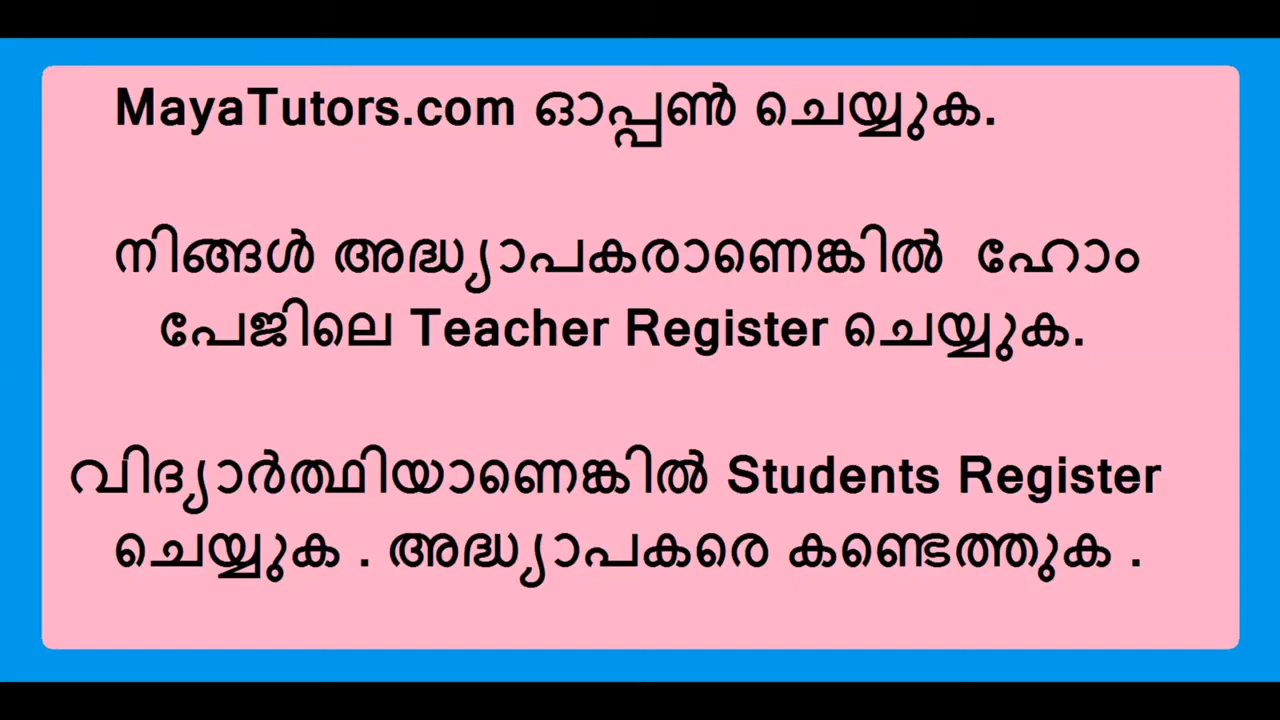 MayaTutors.com ഓപ്പൺ ചെയ്യുക.
നിങ്ങൾ അദ്ധ്യാപകരാണെങ്കിൽ ഹോം
പേജിലെ Teacher Register ചെയ്യുക.
വിദ്യാർത്ഥിയാണെങ്കിൽ Students Register
ചെയ്യുക . അദ്ധ്യാപകരെ കണ്ടെത്തുക .